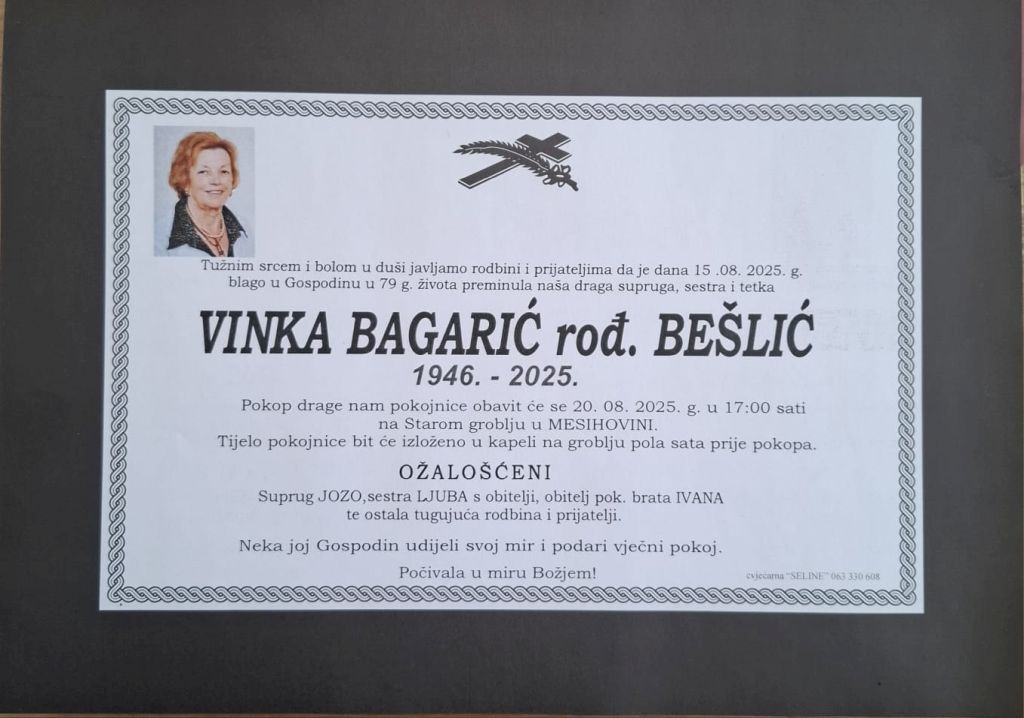 Tužnim srcem i bolom u duši javljamo rodbini i prijateljima da je dana 15 .08. 2025. g.
blago u Gospodinu u 79 g. života preminula naša draga supruga, sestra i tetka
VINKA BAGARIĆ rođ. BEŠLIĆ
1946. - 2025.
Pokop drage nam pokojnice obavit će se 20. 08. 2025. g. u 17:00 sati
na Starom groblju u MESIHOVINI.
Tijelo pokojnice bit će izloženo u kapeli na groblju pola sata prije pokopa.
OŽALOŠĆENI
Suprug JOZO,sestra LJUBA s obitelji, obitelj pok. brata IVANA
te ostala tugujuća rodbina i prijatelji.
Neka joj Gospodin udijeli svoj mir i podari vječni pokoj.
Počivala u miru Božjem!
cvjećarna "SELINE" 063 330 608